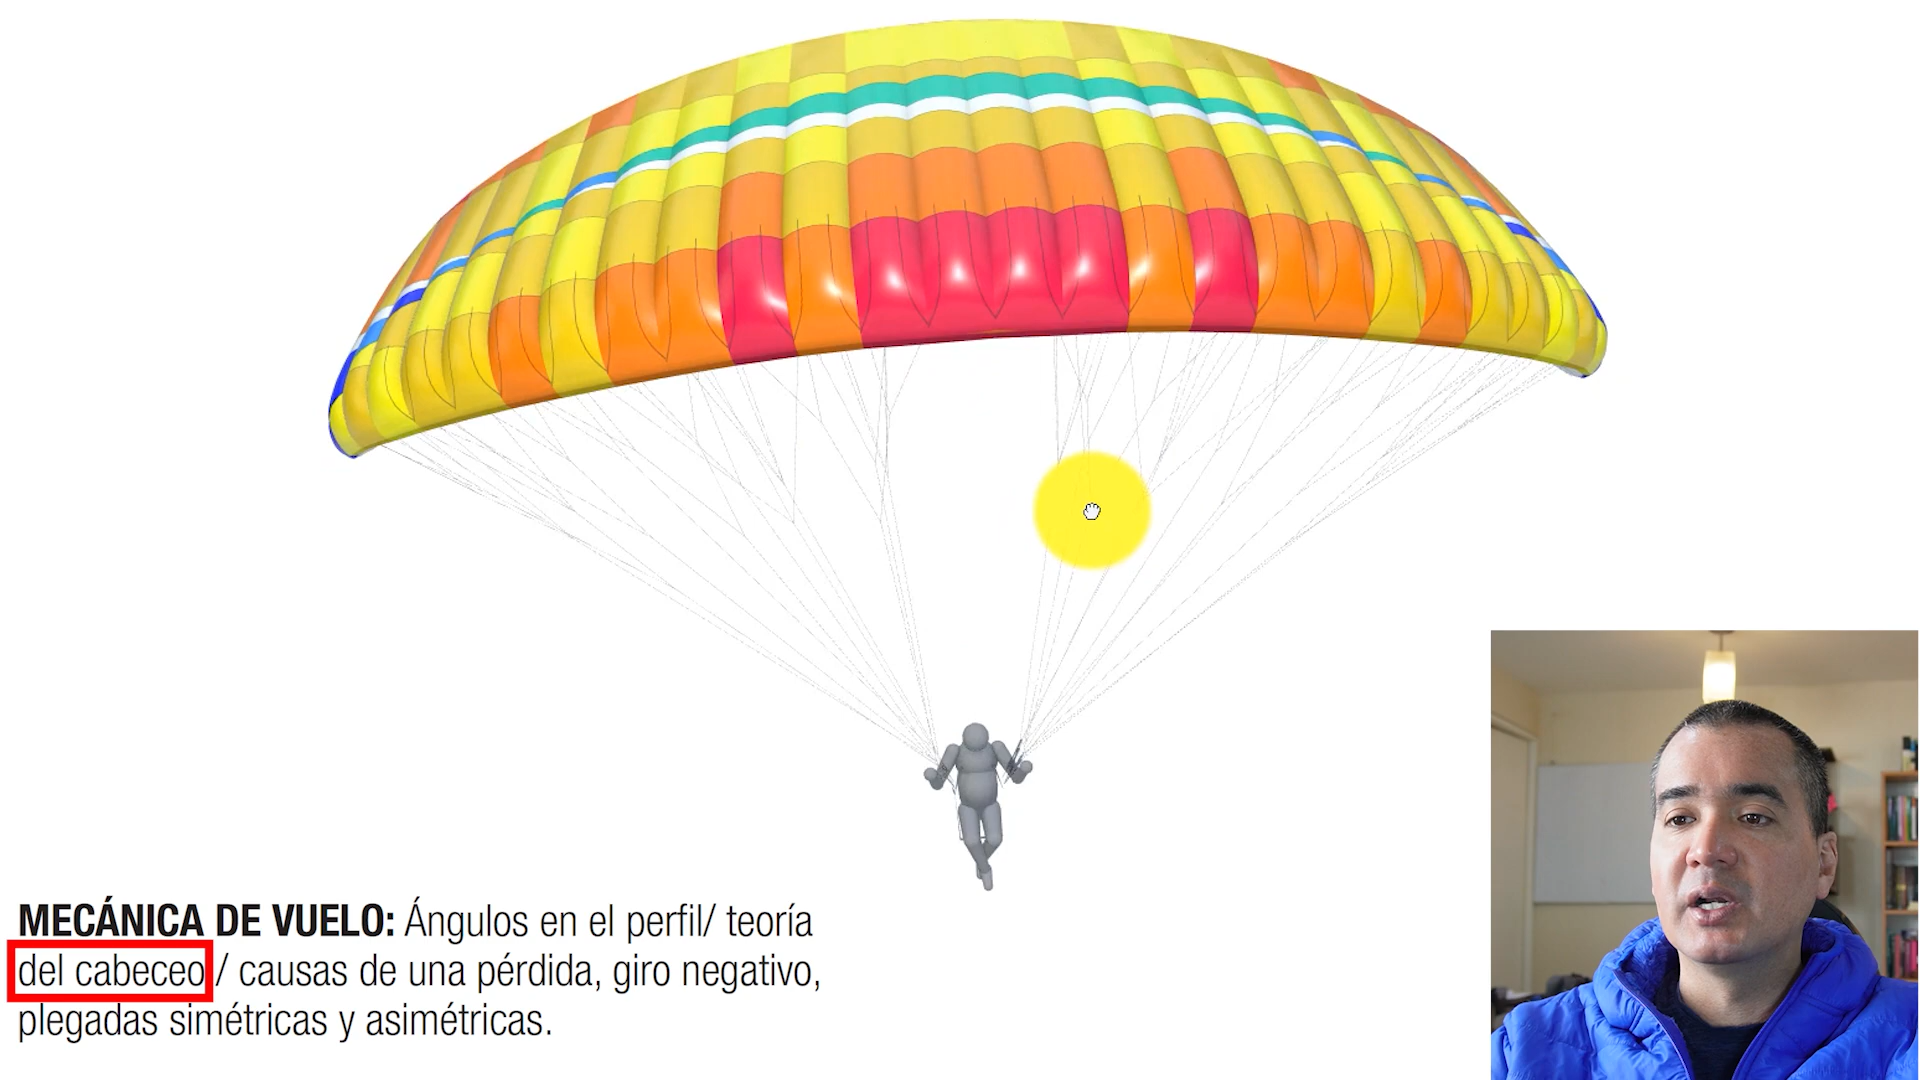 MECÁNICA DE VUELO: Ángulos en el perfil/ teoría
del cabeceo / causas de una pérdida, giro negativo,
plegadas simétricas y asimétricas.